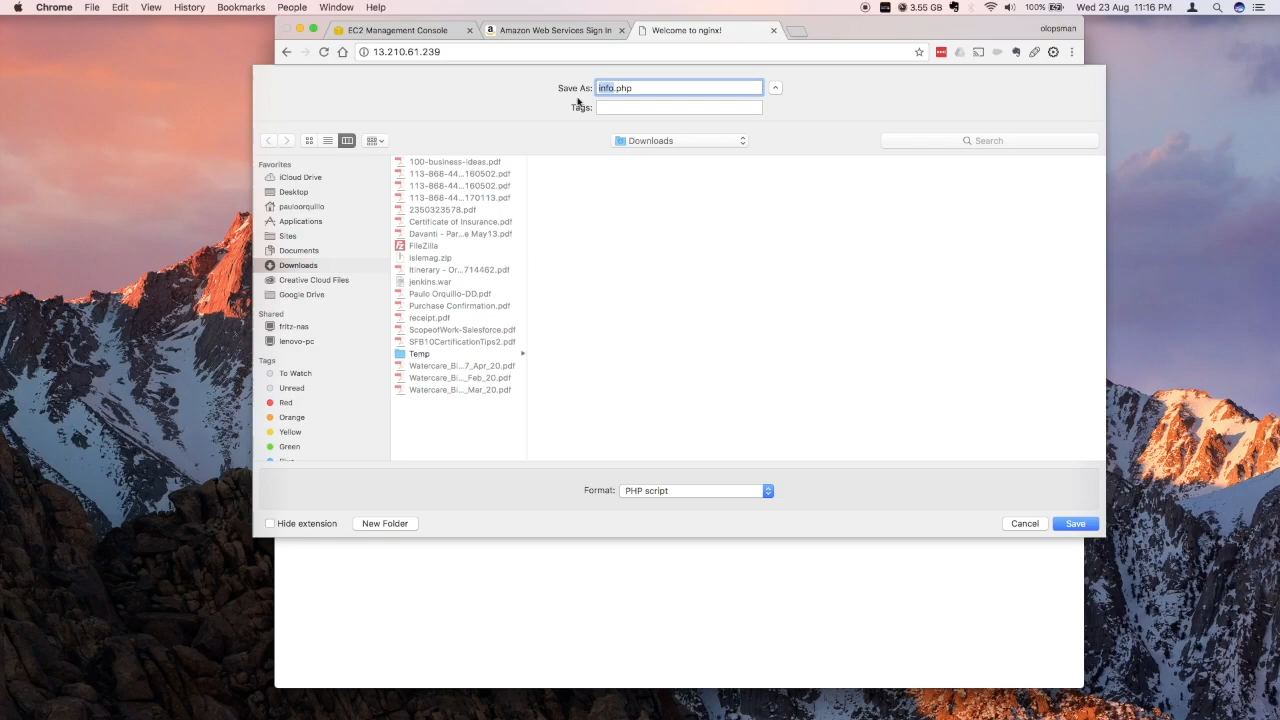 Chrome File Edit View History Bookmarks People Window Help 3.55 GB 100% Wed 23 Aug 11:16 PM
EC2 Management Console Amazon Web Services Sign In Welcome to nginx! olopsman
13.210.61.239
Save As: info.php
Tags:
Downloads Search
Favorites
iCloud Drive
Desktop
pauloorquillo
Applications
Sites
Documents
Downloads
Creative Cloud Files
Google Drive
Shared
fritz-nas
lenovo-pc
Tags
To Watch
Unread
Red
Orange
Yellow
Green
100-business-ideas.pdf
113-868-44...160502.pdf
113-868-44...160502.pdf
113-868-44...170113.pdf
2350323578.pdf
Certificate of Insurance.pdf
Davanti - Par...e May13.pdf
FileZilla
islemag.zip
Itinerary - Or...714462.pdf
jenkins.war
Paulo Orquillo-DD.pdf
Purchase Confirmation.pdf
receipt.pdf
ScopeofWork-Salesforce.pdf
SFB10CertificationTips2.pdf
Temp
Watercare_Bi...7_Apr_20.pdf
Watercare_Bi..._Feb_20.pdf
Watercare_Bi..._Mar_20.pdf
Format: PHP script
Hide extension New Folder Cancel Save